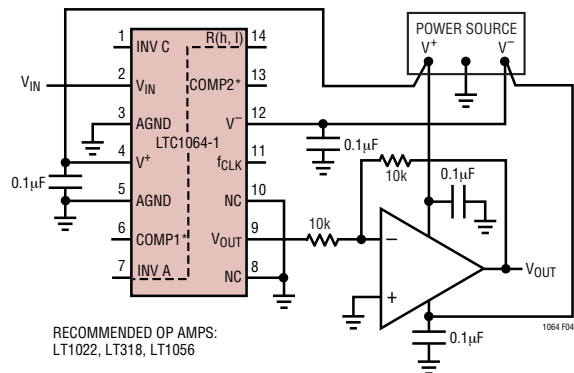 POWER SOURCE
V+
V−
1
INV C
R(h, I)
14
VIN
2
VIN
COMP2*
13
3
AGND
V−
12
LTC1064-1
0.1µF
4
V+
fCLK
11
0.1µF
10k
0.1µF
5
AGND
NC
10
6
COMP1*
VOUT
9
10k
−
7
INV A
NC
8
+
VOUT
0.1µF
1064 F04
RECOMMENDED OP AMPS:
LT1022, LT318, LT1056